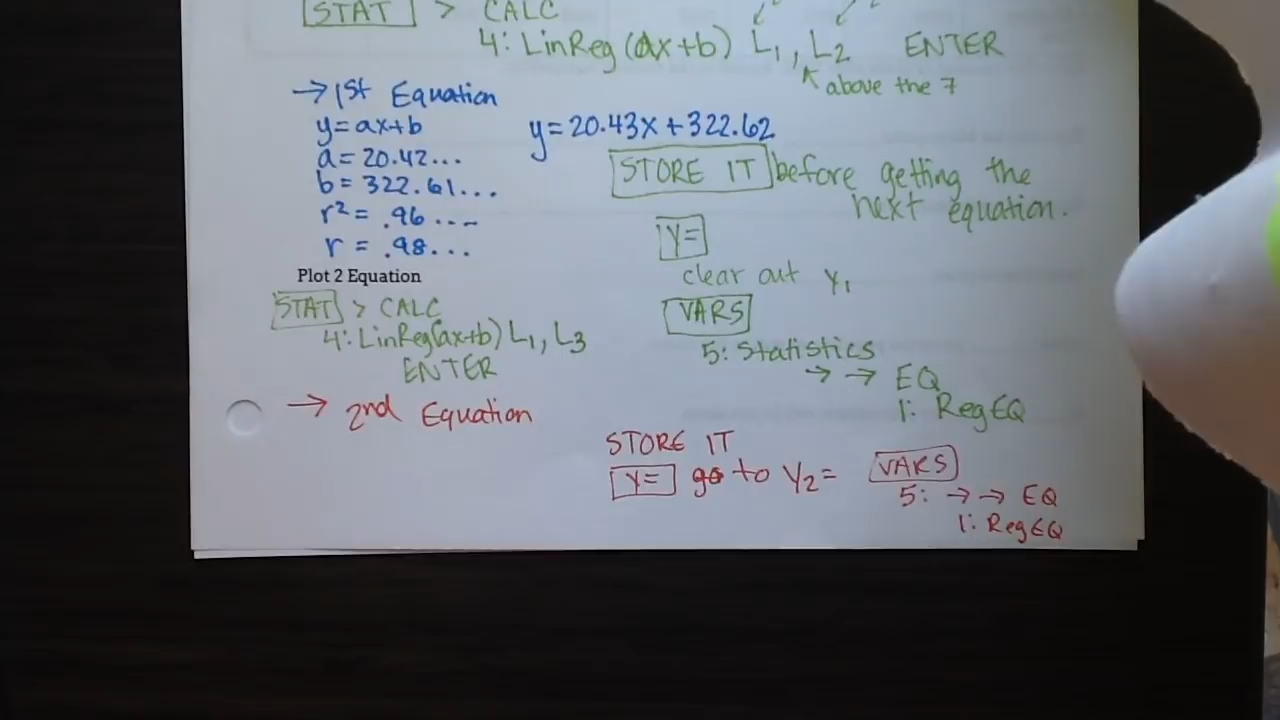 STAT > CALC
4: LinReg (ax+b) L1, L2 ENTER
above the 7
→ 1st Equation
y=ax+b
a= 20.42...
b= 322.61...
r²= .96....
r = .98...
y=20.43x+322.62
STORE IT before getting the
next equation.
Y=
clear out Y1
VARS
5: Statistics
→ → EQ
1: RegEQ
Plot 2 Equation
STAT > CALC
4: LinReg(ax+b) L1, L3
ENTER
→ 2nd Equation
STORE IT
Y= go to Y2= VARS
5: → → EQ
1: RegEQ